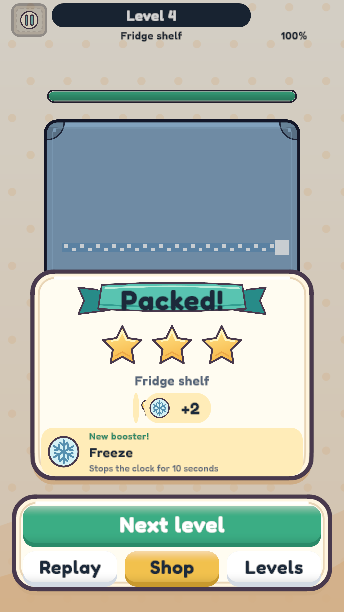 Level 4
Fridge shelf
100%
Packed!
Fridge shelf
+2
New booster!
Freeze
Stops the clock for 10 seconds
Next level
Replay
Shop
Levels